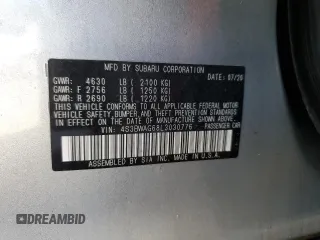 MFD BY SUBARU CORPORATION
DATE: 07/20
GVWR: 4630 LB ( 2100 KG)
GAWR: F 2756 LB ( 1250 KG)
GAWR: R 2690 LB ( 1220 KG)
THIS VEHICLE CONFORMS TO ALL APPLICABLE
FEDERAL MOTOR VEHICLE SAFETY,
BUMPER, AND THEFT PREVENTION STANDARDS
IN EFFECT ON THE DATE OF
MANUFACTURE SHOWN ABOVE.
VIN: 4S3BWAG68L3030776 PASSENGER CAR
ASSEMBLED BY SIA INC. MADE IN U.S.A.
©DREAMBID
DREAMBID.COM